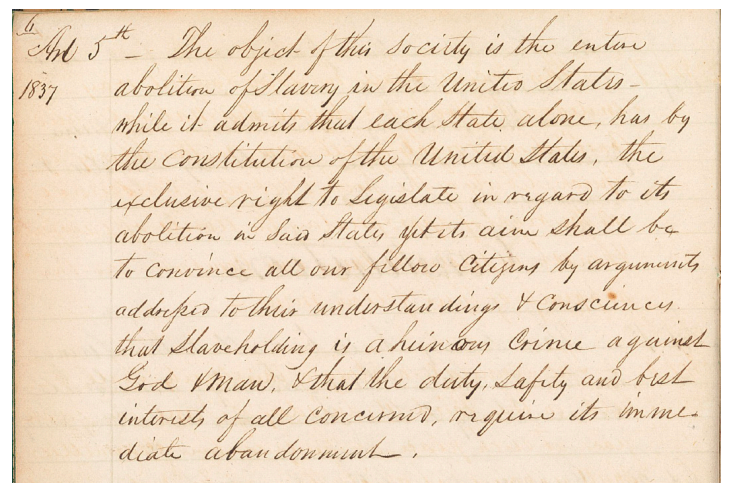 6
Art 5th – The object of this Society is the entire
1837
abolition of Slavery in the United States –
while it admits that each State, alone, has by
the Constitution of the United States, the
exclusive right to Legislate in regard to its
abolition in Said States yet its aim shall be
to convince all our fellow Citizens by arguments
addressed to their understandings & Consciences
that Slaveholding is a heinous Crime against
God & Man, & that the duty, Safety and best
interests of all Concerned, require its imme-
diate abandonment.